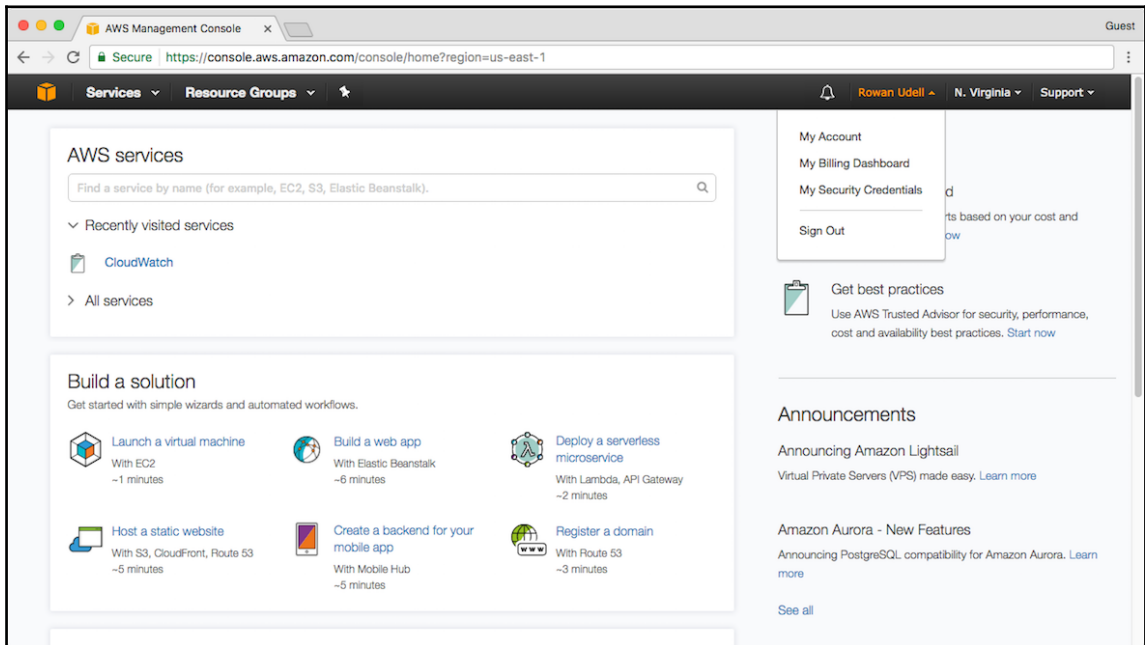 AWS Management Console
Guest
Secure https://console.aws.amazon.com/console/home?region=us-east-1
Services Resource Groups Rowan Udell N. Virginia Support
My Account
My Billing Dashboard
My Security Credentials
Sign Out
AWS services
Find a service by name (for example, EC2, S3, Elastic Beanstalk).
Recently visited services
CloudWatch
All services
d
ts based on your cost and
ow
Get best practices
Use AWS Trusted Advisor for security, performance,
cost and availability best practices. Start now
Build a solution
Get started with simple wizards and automated workflows.
Launch a virtual machine
With EC2
~1 minutes
Build a web app
With Elastic Beanstalk
~6 minutes
Deploy a serverless
microservice
With Lambda, API Gateway
~2 minutes
Host a static website
With S3, CloudFront, Route 53
~5 minutes
Create a backend for your
mobile app
With Mobile Hub
~5 minutes
Register a domain
With Route 53
~3 minutes
www
Announcements
Announcing Amazon Lightsail
Virtual Private Servers (VPS) made easy. Learn more
Amazon Aurora - New Features
Announcing PostgreSQL compatibility for Amazon Aurora. Learn
more
See all